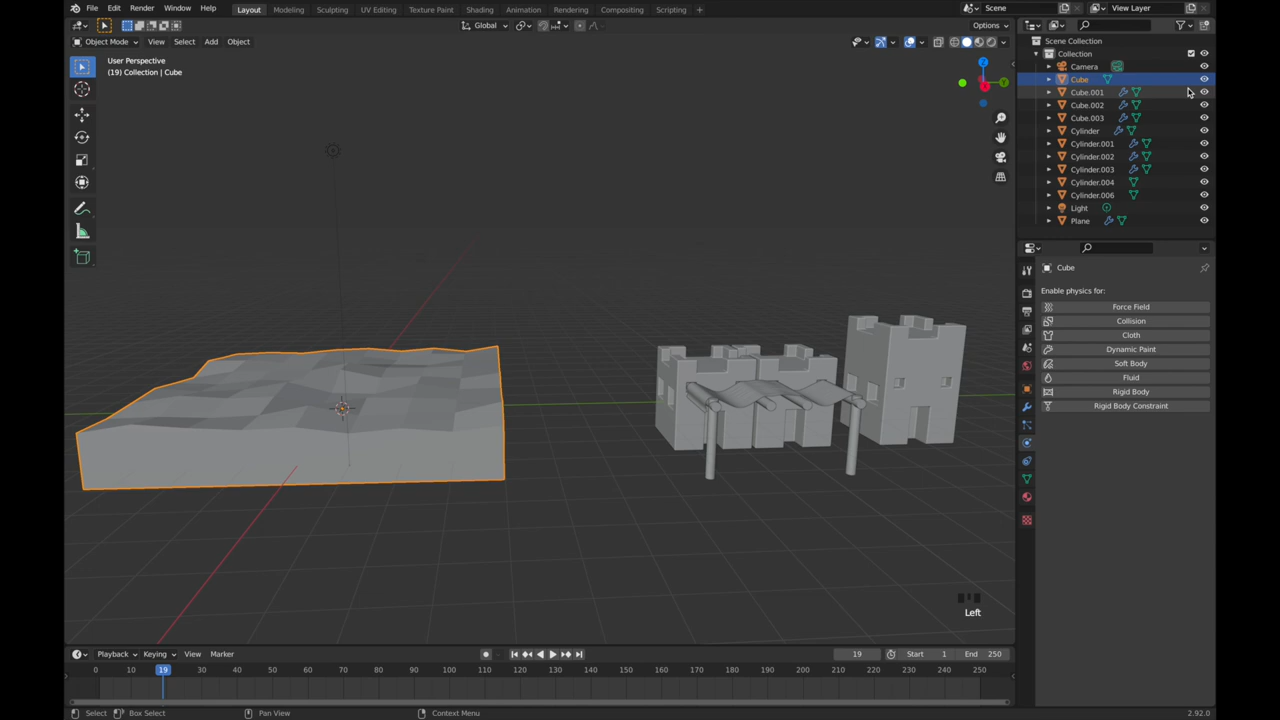 File Edit Render Window Help Layout Modeling Sculpting UV Editing Texture Paint Shading Animation Rendering Compositing Scripting Scene View Layer
Global Options
Object Mode View Select Add Object
User Perspective
(19) Collection | Cube
Z
Y
Scene Collection
Collection
Camera
Cube
Cube.001
Cube.002
Cube.003
Cylinder
Cylinder.001
Cylinder.002
Cylinder.003
Cylinder.004
Cylinder.006
Light
Plane
Cube
Enable physics for:
Force Field
Collision
Cloth
Dynamic Paint
Soft Body
Fluid
Rigid Body
Rigid Body Constraint
Left
Playback Keying View Marker 19 Start 1 End 250
0 10 19 30 40 50 60 70 80 90 100 110 120 130 140 150 160 170 180 190 200 210 220 230 240 250
Select Box Select Pan View Context Menu 2.92.0